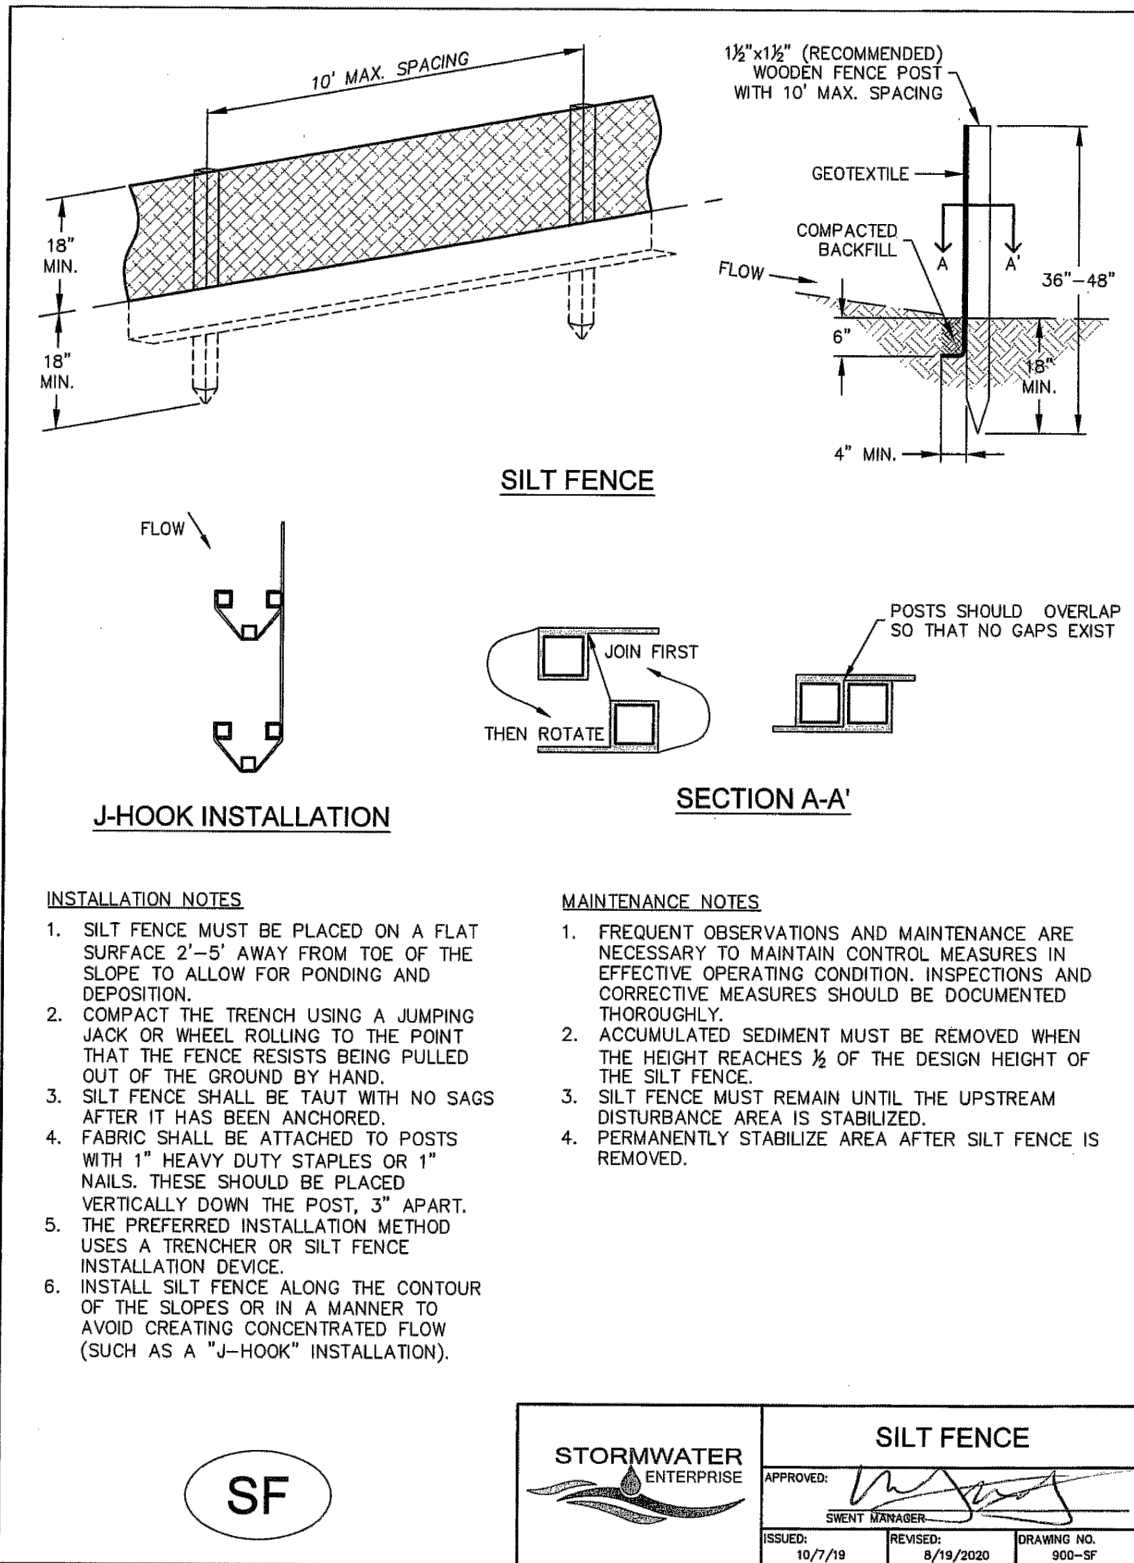 10' MAX. SPACING
18"
MIN.
18"
MIN.
1½"x1½" (RECOMMENDED)
WOODEN FENCE POST
WITH 10' MAX. SPACING
GEOTEXTILE
COMPACTED
BACKFILL
A
A'
FLOW
36"–48"
6"
18"
MIN.
4" MIN.
SILT FENCE
FLOW
J-HOOK INSTALLATION
JOIN FIRST
THEN ROTATE
POSTS SHOULD OVERLAP
SO THAT NO GAPS EXIST
SECTION A-A'
INSTALLATION NOTES
1. SILT FENCE MUST BE PLACED ON A FLAT
SURFACE 2'–5' AWAY FROM TOE OF THE
SLOPE TO ALLOW FOR PONDING AND
DEPOSITION.
2. COMPACT THE TRENCH USING A JUMPING
JACK OR WHEEL ROLLING TO THE POINT
THAT THE FENCE RESISTS BEING PULLED
OUT OF THE GROUND BY HAND.
3. SILT FENCE SHALL BE TAUT WITH NO SAGS
AFTER IT HAS BEEN ANCHORED.
4. FABRIC SHALL BE ATTACHED TO POSTS
WITH 1" HEAVY DUTY STAPLES OR 1"
NAILS. THESE SHOULD BE PLACED
VERTICALLY DOWN THE POST, 3" APART.
5. THE PREFERRED INSTALLATION METHOD
USES A TRENCHER OR SILT FENCE
INSTALLATION DEVICE.
6. INSTALL SILT FENCE ALONG THE CONTOUR
OF THE SLOPES OR IN A MANNER TO
AVOID CREATING CONCENTRATED FLOW
(SUCH AS A "J–HOOK" INSTALLATION).
MAINTENANCE NOTES
1. FREQUENT OBSERVATIONS AND MAINTENANCE ARE
NECESSARY TO MAINTAIN CONTROL MEASURES IN
EFFECTIVE OPERATING CONDITION. INSPECTIONS AND
CORRECTIVE MEASURES SHOULD BE DOCUMENTED
THOROUGHLY.
2. ACCUMULATED SEDIMENT MUST BE REMOVED WHEN
THE HEIGHT REACHES ½ OF THE DESIGN HEIGHT OF
THE SILT FENCE.
3. SILT FENCE MUST REMAIN UNTIL THE UPSTREAM
DISTURBANCE AREA IS STABILIZED.
4. PERMANENTLY STABILIZE AREA AFTER SILT FENCE IS
REMOVED.
SF
STORMWATER
ENTERPRISE
SILT FENCE
APPROVED:
SWENT MANAGER
ISSUED:
10/7/19
REVISED:
8/19/2020
DRAWING NO.
900–SF